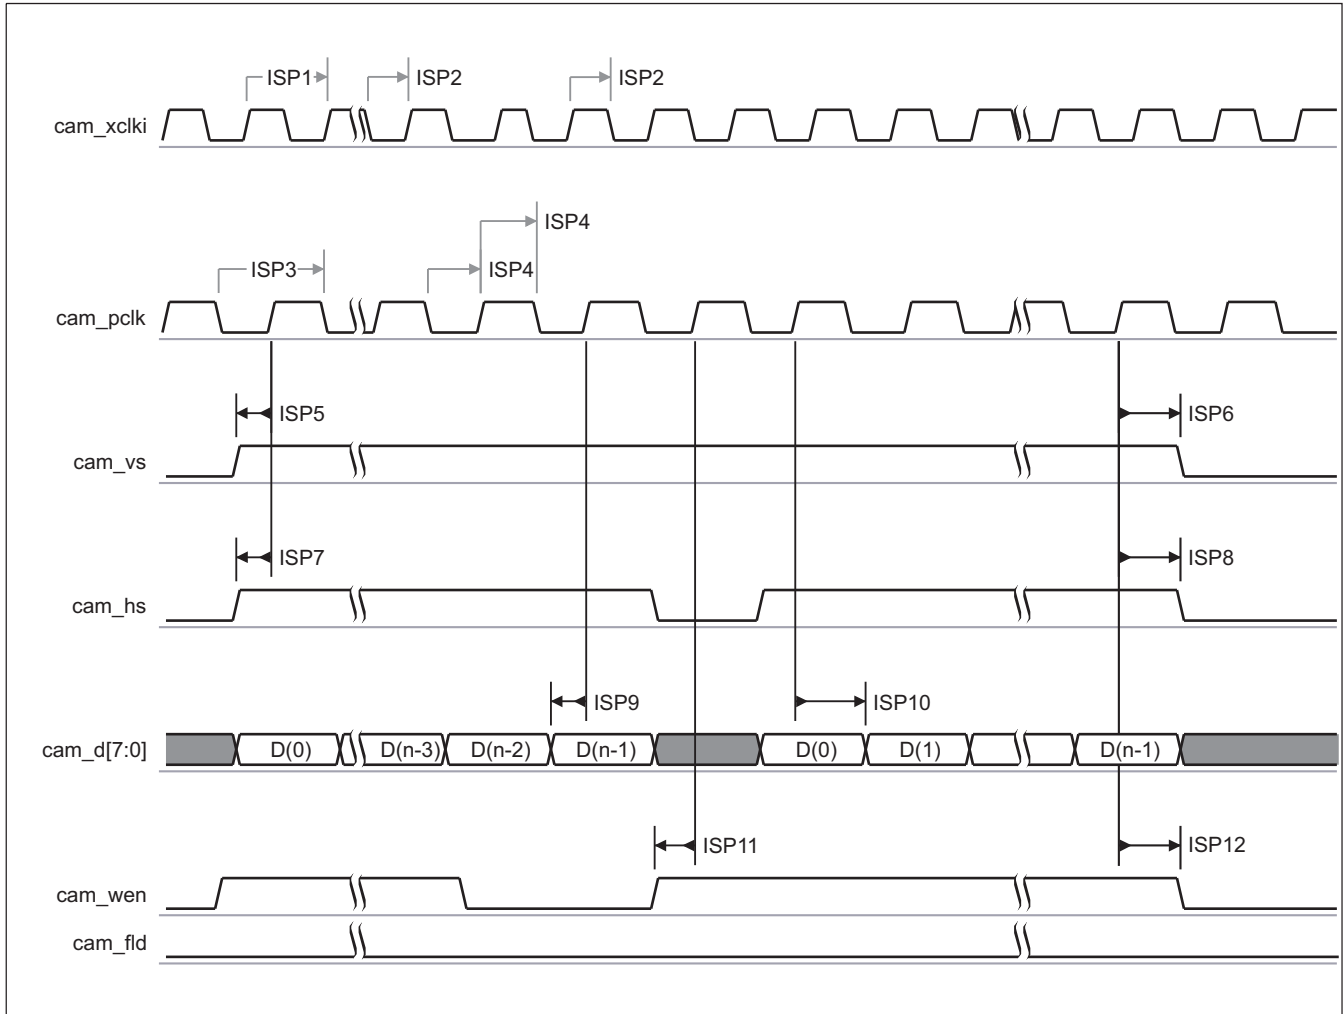 ISP1 ISP2 ISP2
cam_xclki
ISP4
ISP3 ISP4
cam_pclk
ISP5 ISP6
cam_vs
ISP7 ISP8
cam_hs
ISP9 ISP10
cam_d[7:0] D(0) D(n-3) D(n-2) D(n-1) D(0) D(1) D(n-1)
ISP11 ISP12
cam_wen
cam_fld